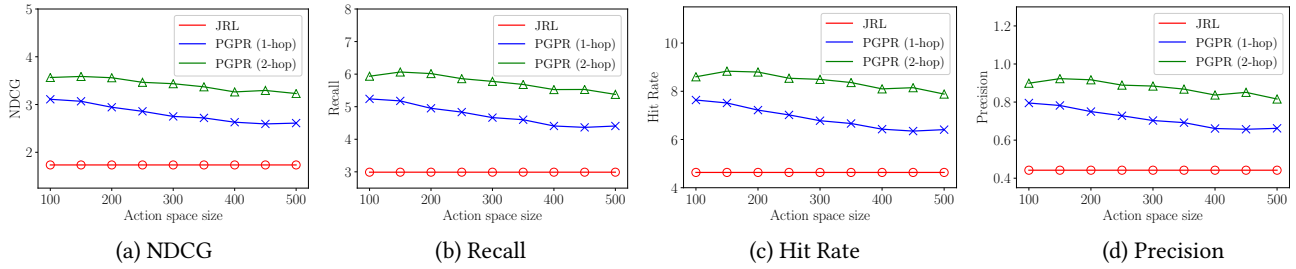 5
4
3
2
NDCG
JRL
PGPR (1-hop)
PGPR (2-hop)
100 200 300 400 500
Action space size
(a) NDCG
8
7
6
5
4
3
Recall
JRL
PGPR (1-hop)
PGPR (2-hop)
100 200 300 400 500
Action space size
(b) Recall
10
8
6
4
Hit Rate
JRL
PGPR (1-hop)
PGPR (2-hop)
100 200 300 400 500
Action space size
(c) Hit Rate
1.2
1.0
0.8
0.6
0.4
Precision
JRL
PGPR (1-hop)
PGPR (2-hop)
100 200 300 400 500
Action space size
(d) Precision